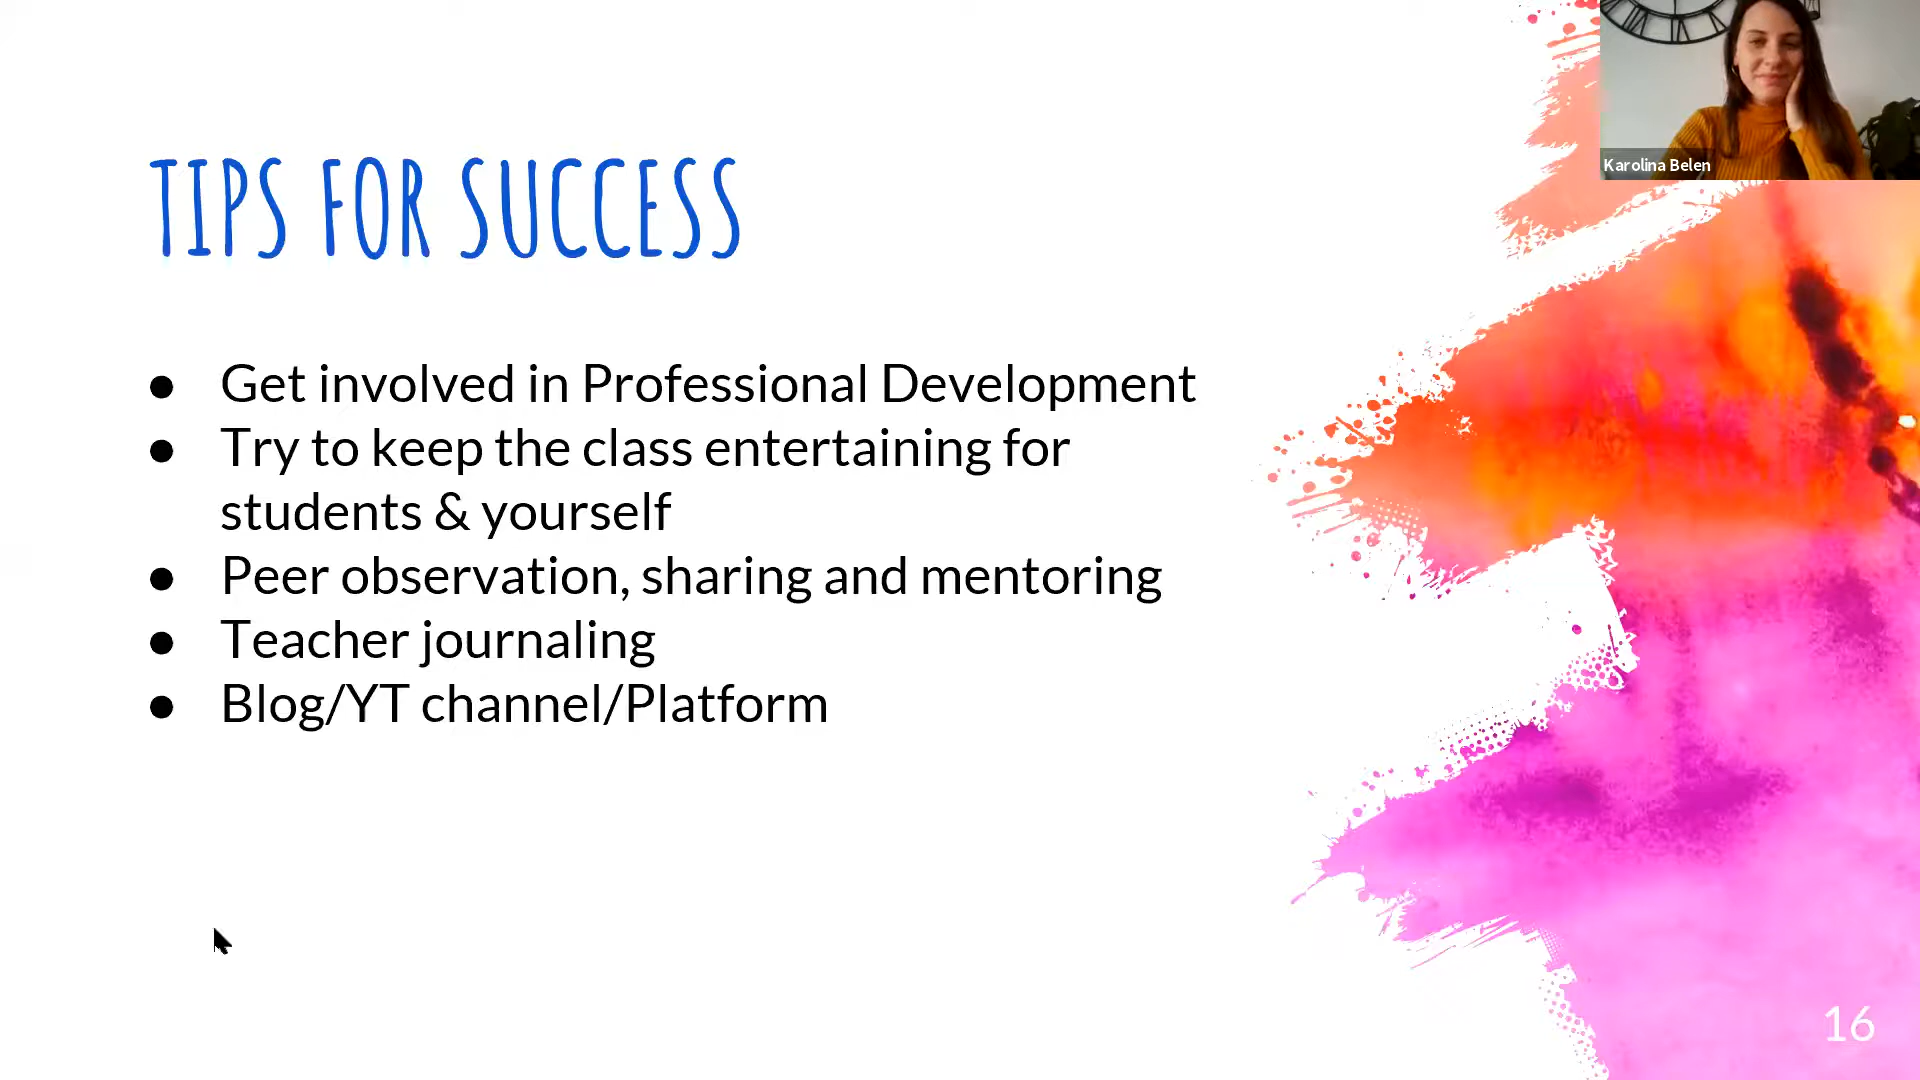 TIPS FOR SUCCESS
● Get involved in Professional Development
● Try to keep the class entertaining for
students & yourself
● Peer observation, sharing and mentoring
● Teacher journaling
● Blog/YT channel/Platform
Karolina Belen
16